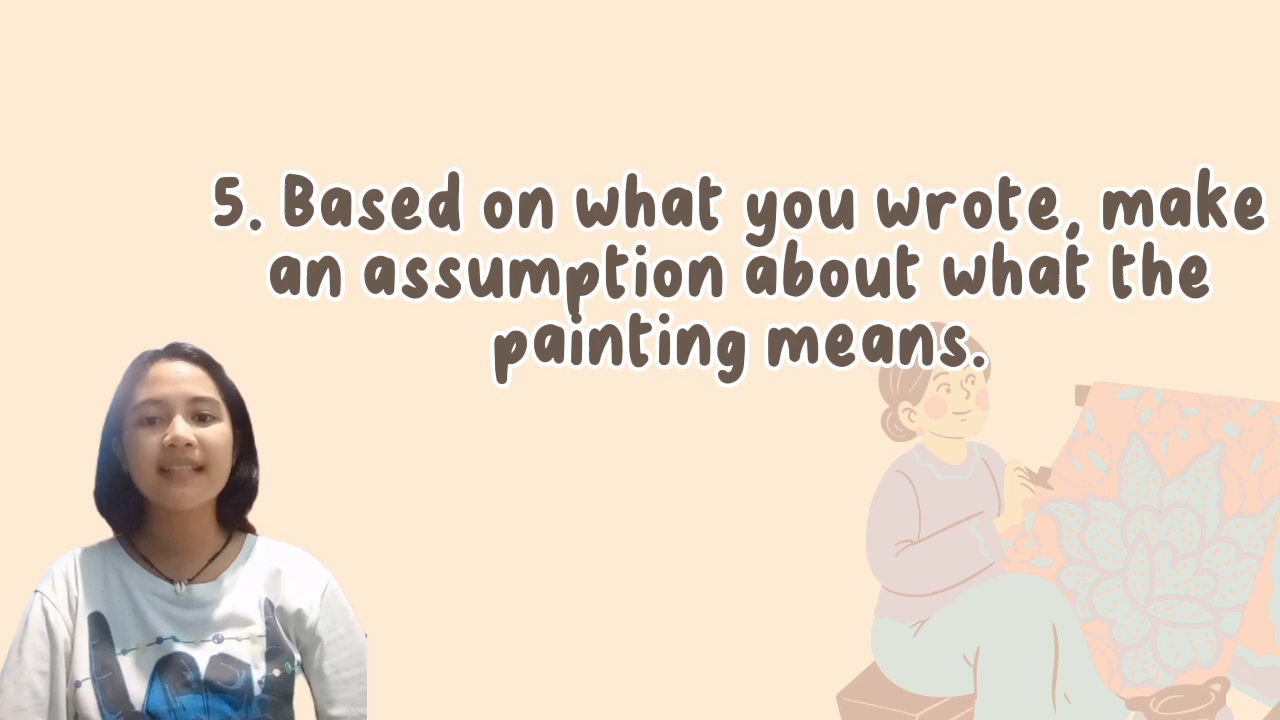 5. Based on what you wrote, make
an assumption about what the
painting means.